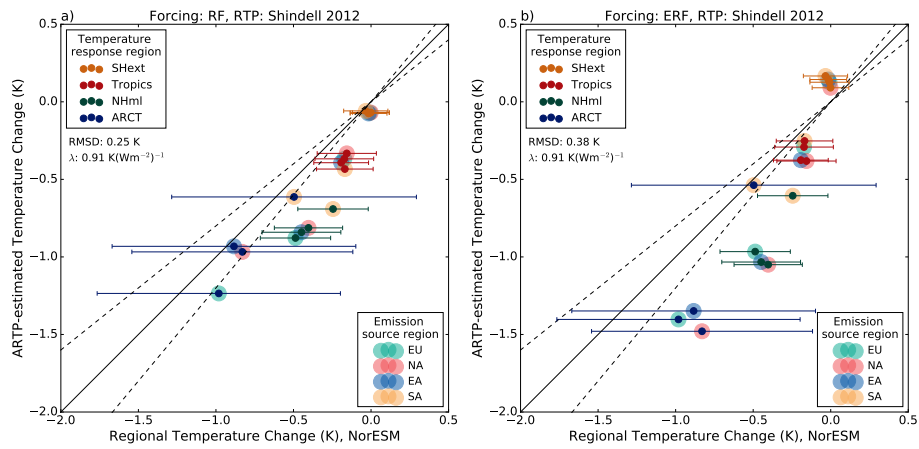 a)
Forcing: RF, RTP: Shindell 2012
0.5
0.0
−0.5
−1.0
−1.5
−2.0
ARTP-estimated Temperature Change (K)
Temperature
response region
SHext
Tropics
NHml
ARCT
RMSD: 0.25 K
λ: 0.91 K(Wm⁻²)⁻¹
Emission
source region
EU
NA
EA
SA
−2.0 −1.5 −1.0 −0.5 0.0 0.5
Regional Temperature Change (K), NorESM
b)
Forcing: ERF, RTP: Shindell 2012
0.5
0.0
−0.5
−1.0
−1.5
−2.0
ARTP-estimated Temperature Change (K)
Temperature
response region
SHext
Tropics
NHml
ARCT
RMSD: 0.38 K
λ: 0.91 K(Wm⁻²)⁻¹
Emission
source region
EU
NA
EA
SA
−2.0 −1.5 −1.0 −0.5 0.0 0.5
Regional Temperature Change (K), NorESM